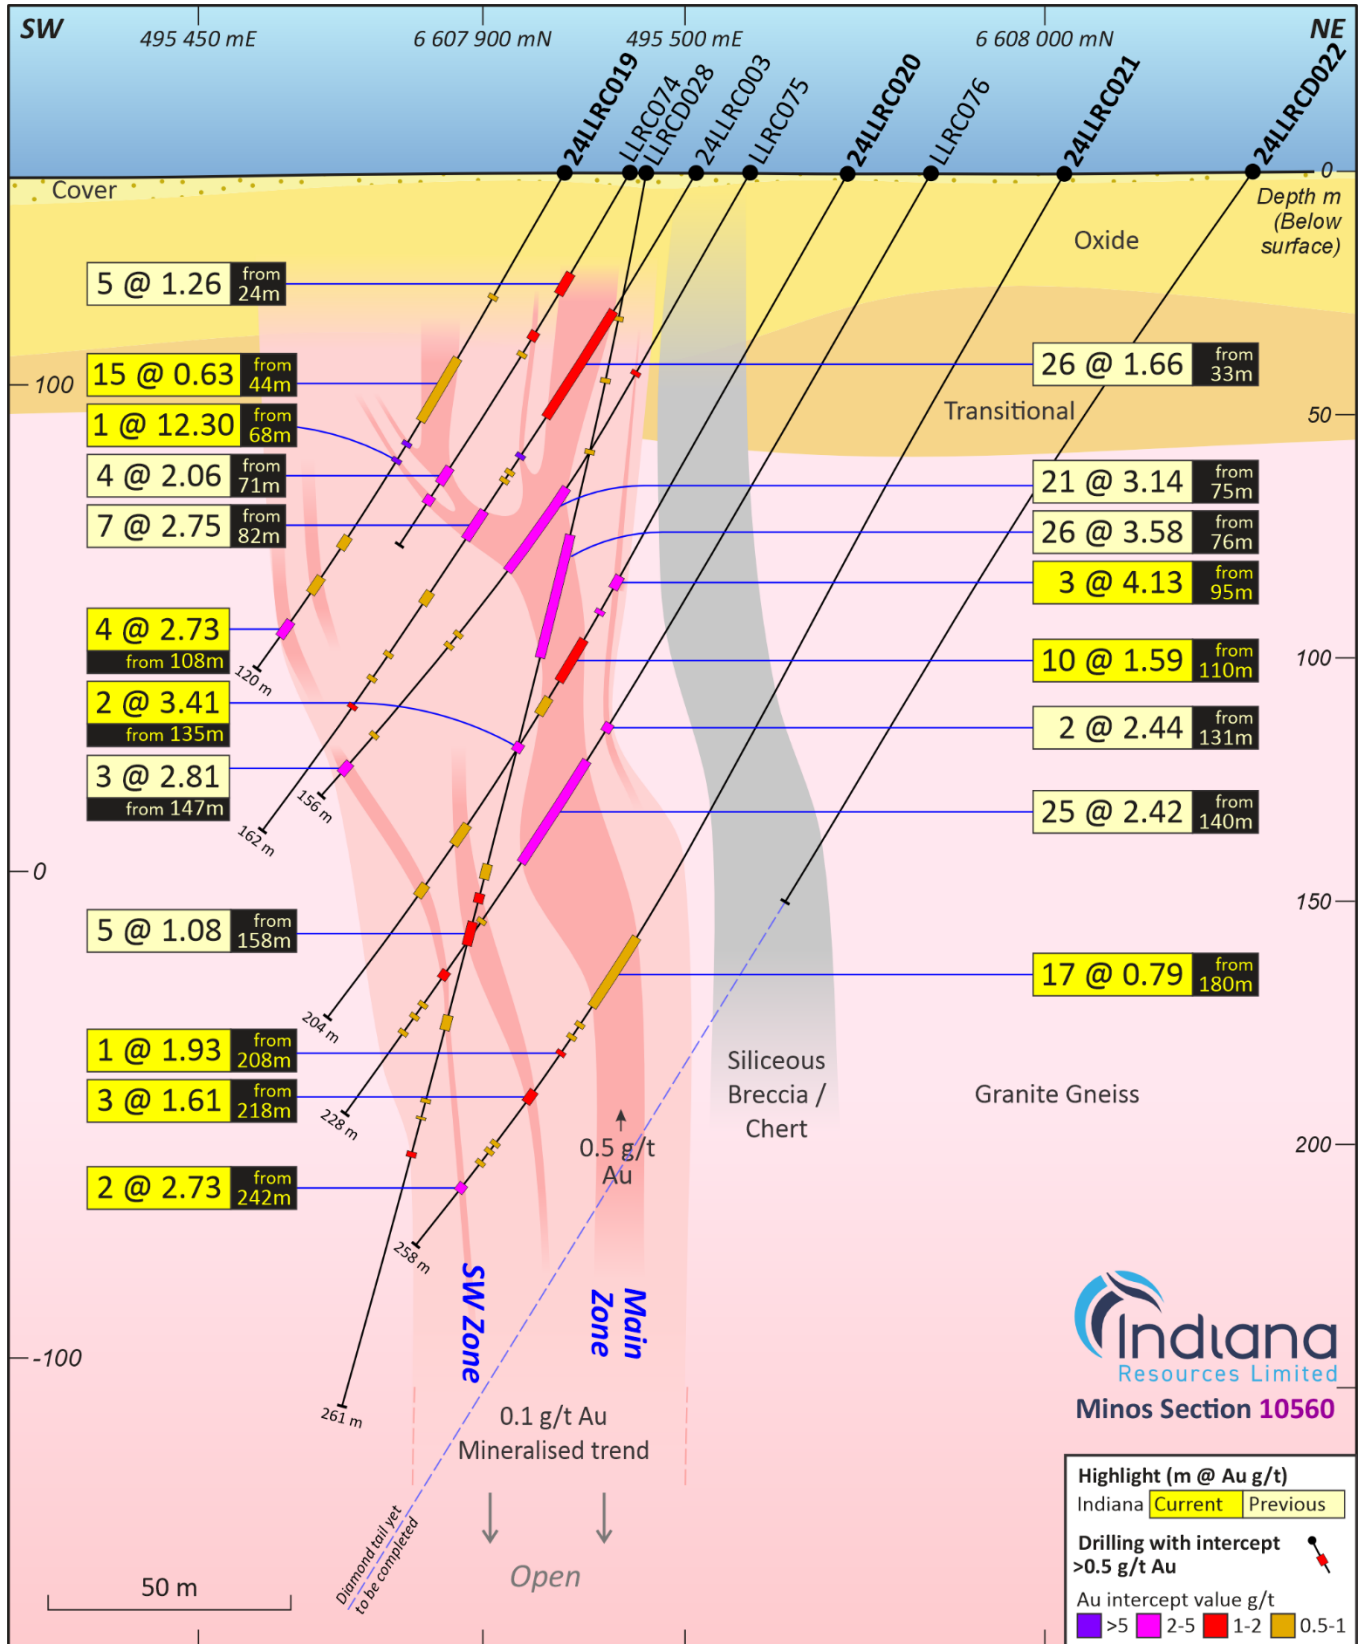 SW
NE
495 450 mE
6 607 900 mN
495 500 mE
6 608 000 mN
24LLRC019
LLRC074
LLRCD028
24LLRC003
LLRC075
24LLRC020
LLRC076
24LLRC021
24LLRCD022
0
Depth m
(Below
surface)
Cover
Oxide
Transitional
5 @ 1.26 from 24m
15 @ 0.63 from 44m
1 @ 12.30 from 68m
4 @ 2.06 from 71m
7 @ 2.75 from 82m
4 @ 2.73
from 108m
2 @ 3.41
from 135m
3 @ 2.81
from 147m
5 @ 1.08 from 158m
1 @ 1.93 from 208m
3 @ 1.61 from 218m
2 @ 2.73 from 242m
26 @ 1.66 from 33m
21 @ 3.14 from 75m
26 @ 3.58 from 76m
3 @ 4.13 from 95m
10 @ 1.59 from 110m
2 @ 2.44 from 131m
25 @ 2.42 from 140m
17 @ 0.79 from 180m
100
0
-100
50
100
150
200
120 m
156 m
162 m
204 m
228 m
258 m
261 m
Siliceous
Breccia /
Chert
Granite Gneiss
0.5 g/t
Au
SW Zone
Main
Zone
0.1 g/t Au
Mineralised trend
Open
Diamond tail yet
to be completed
50 m
Indiana
Resources Limited
Minos Section 10560
Highlight (m @ Au g/t)
Indiana Current Previous
Drilling with intercept
>0.5 g/t Au
Au intercept value g/t
>5 2-5 1-2 0.5-1